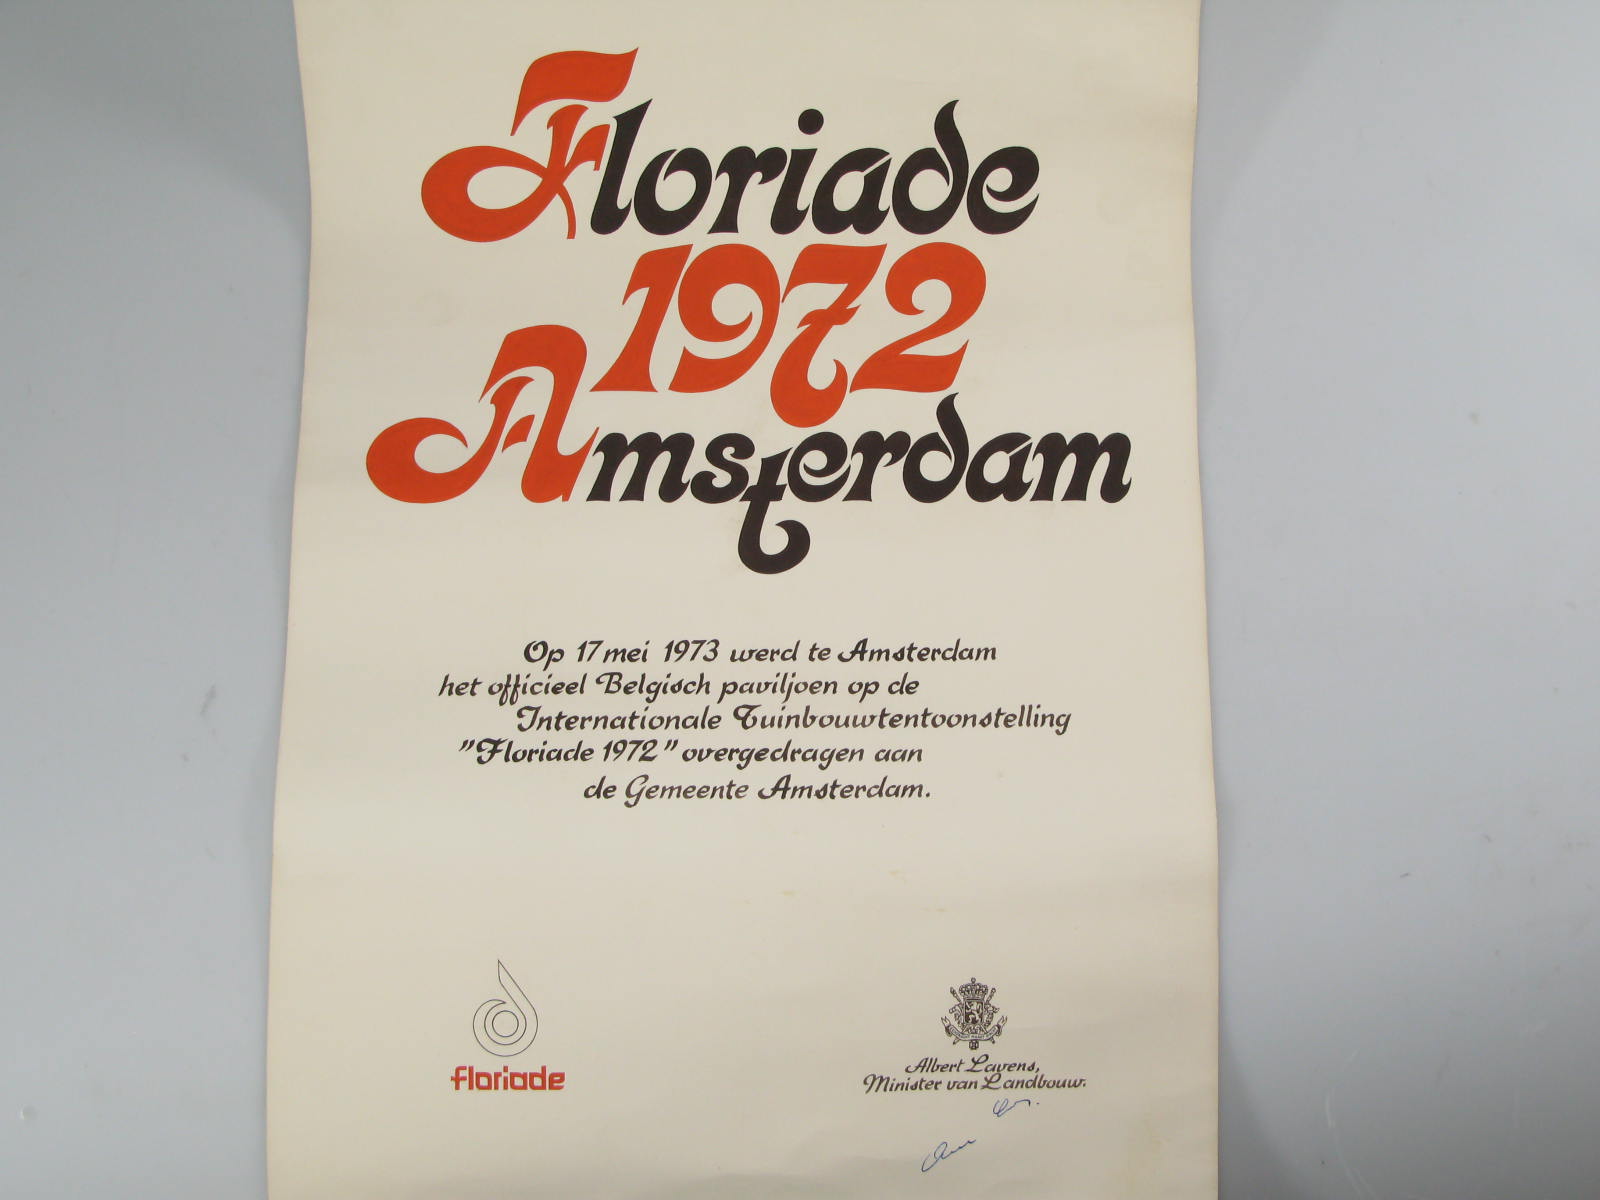 Floriade
1972
Amsterdam
Op 17 mei 1973 werd te Amsterdam
het officieel Belgisch paviljoen op de
Internationale Tuinbouwtentoonstelling
"Floriade 1972" overgedragen aan
de Gemeente Amsterdam.
floriade
Albert Lavens,
Minister van Landbouw.